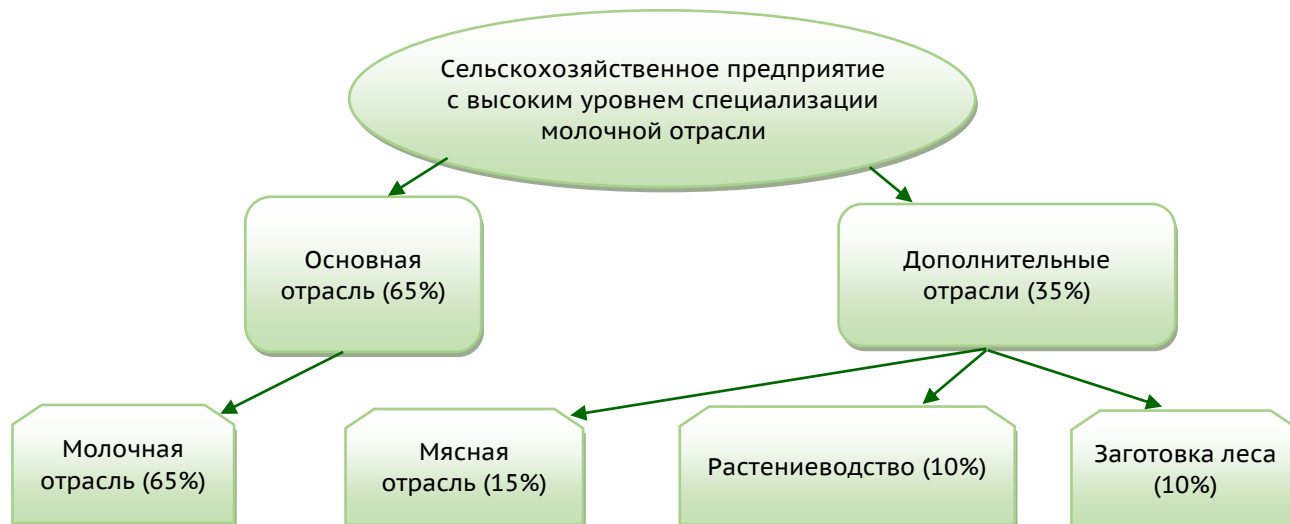 Сельскохозяйственное предприятие
с высоким уровнем специализации
молочной отрасли
Основная
отрасль (65%)
Дополнительные
отрасли (35%)
Молочная
отрасль (65%)
Мясная
отрасль (15%)
Растениеводство (10%)
Заготовка леса
(10%)